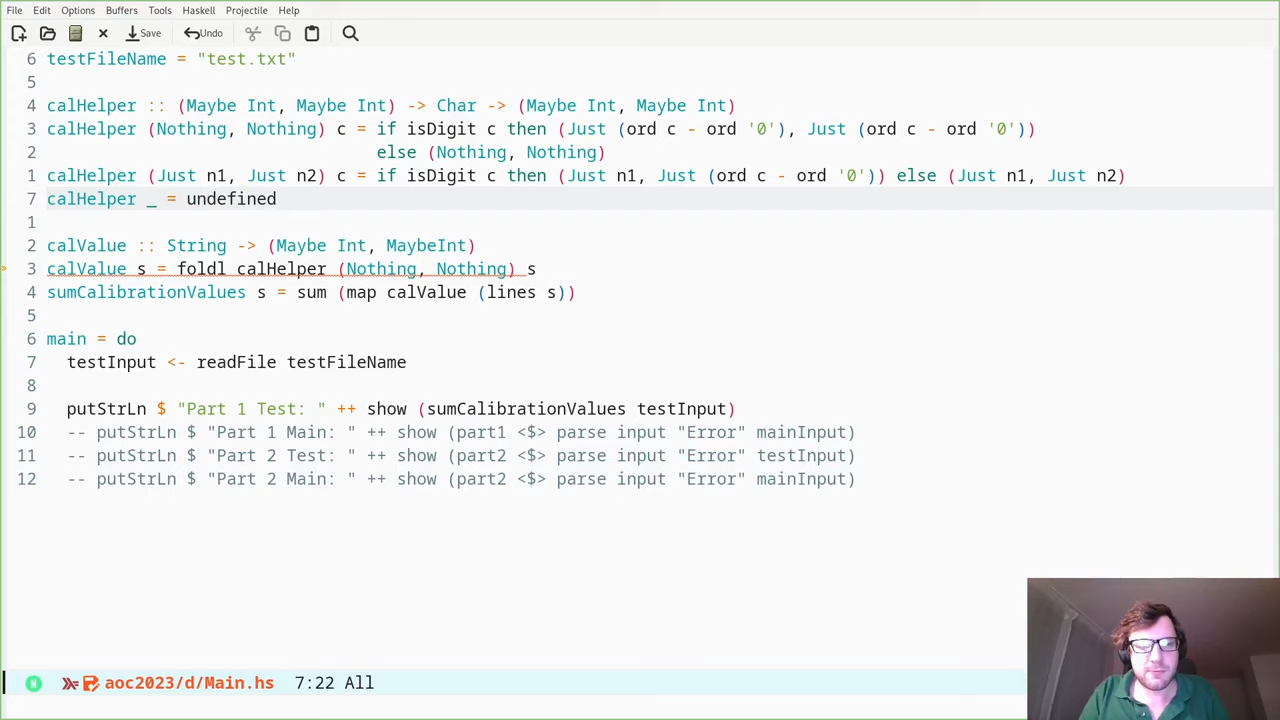 File Edit Options Buffers Tools Haskell Projectile Help
Save Undo
6 testFileName = "test.txt"
5
4 calHelper :: (Maybe Int, Maybe Int) -> Char -> (Maybe Int, Maybe Int)
3 calHelper (Nothing, Nothing) c = if isDigit c then (Just (ord c - ord '0'), Just (ord c - ord '0'))
2 else (Nothing, Nothing)
1 calHelper (Just n1, Just n2) c = if isDigit c then (Just n1, Just (ord c - ord '0')) else (Just n1, Just n2)
7 calHelper _ = undefined
1
2 calValue :: String -> (Maybe Int, MaybeInt)
3 calValue s = foldl calHelper (Nothing, Nothing) s
4 sumCalibrationValues s = sum (map calValue (lines s))
5
6 main = do
7 testInput <- readFile testFileName
8
9 putStrLn $ "Part 1 Test: " ++ show (sumCalibrationValues testInput)
10 -- putStrLn $ "Part 1 Main: " ++ show (part1 <$> parse input "Error" mainInput)
11 -- putStrLn $ "Part 2 Test: " ++ show (part2 <$> parse input "Error" testInput)
12 -- putStrLn $ "Part 2 Main: " ++ show (part2 <$> parse input "Error" mainInput)
N aoc2023/d/Main.hs 7:22 All